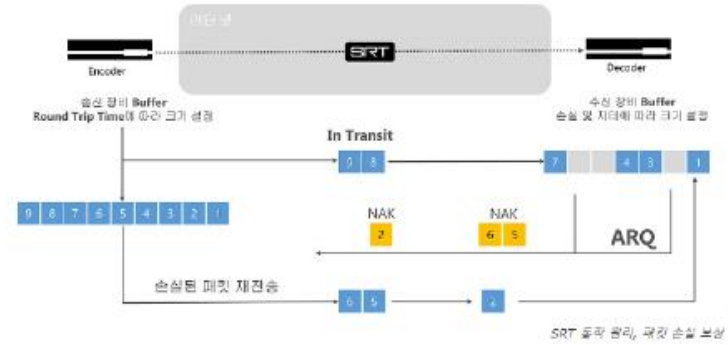 인터넷
SRT
Encoder
Decoder
송신 장비 Buffer
Round Trip Time에 따라 크기 설정
수신 장비 Buffer
손실 및 지터에 따라 크기 설정
In Transit
9 8
7 4 3 1
9 8 7 6 5 4 3 2 1
NAK
NAK
2
6 5
ARQ
손실된 패킷 재전송
6 5
2
SRT 동작 원리, 패킷 손실 보상